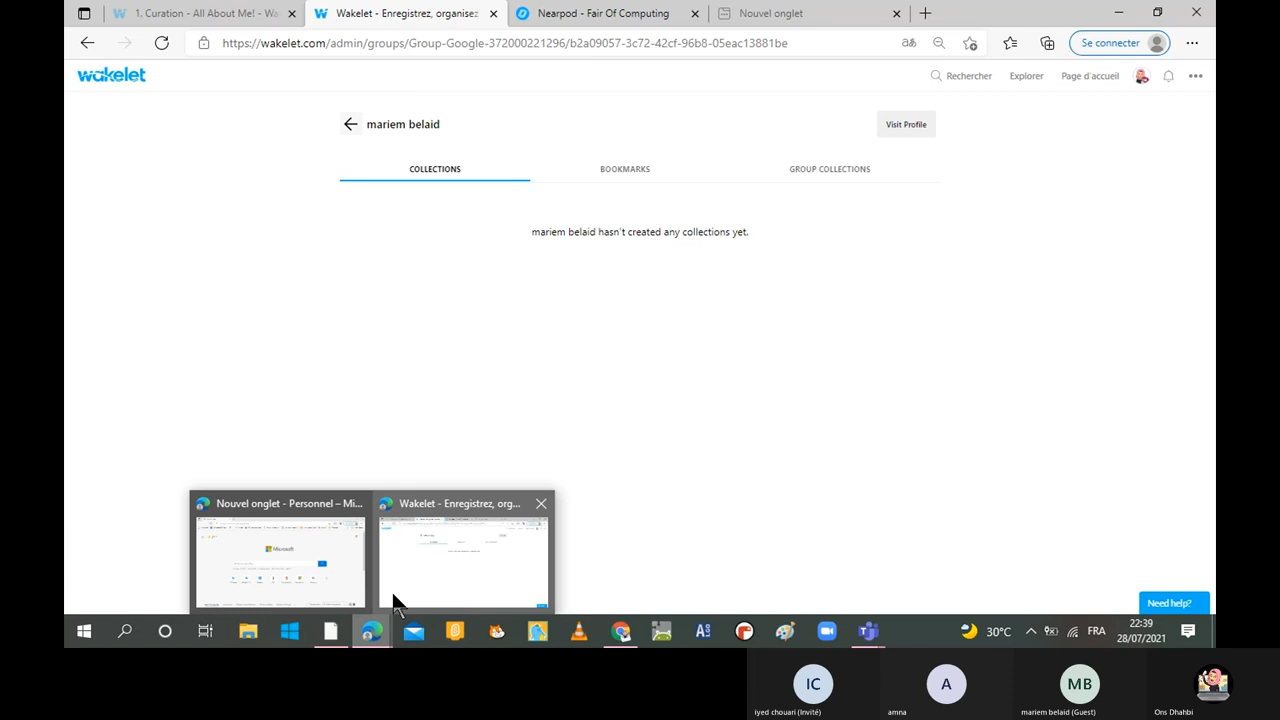 1. Curation - All About Me! - Wa
Wakelet - Enregistrez, organisez
Nearpod - Fair Of Computing
Nouvel onglet
https://wakelet.com/admin/groups/Group-Google-372000221296/b2a09057-3c72-42cf-96b8-05eac13881be
Se connecter
wakelet
Rechercher
Explorer
Page d'accueil
mariem belaid
Visit Profile
COLLECTIONS
BOOKMARKS
GROUP COLLECTIONS
mariem belaid hasn't created any collections yet.
Nouvel onglet - Personnel – Mi...
Wakelet - Enregistrez, org...
Microsoft
Need help?
30°C
FRA
22:39
28/07/2021
IC
A
MB
iyed chouari (Invité)
amna
mariem belaid (Guest)
Ons Dhahbi